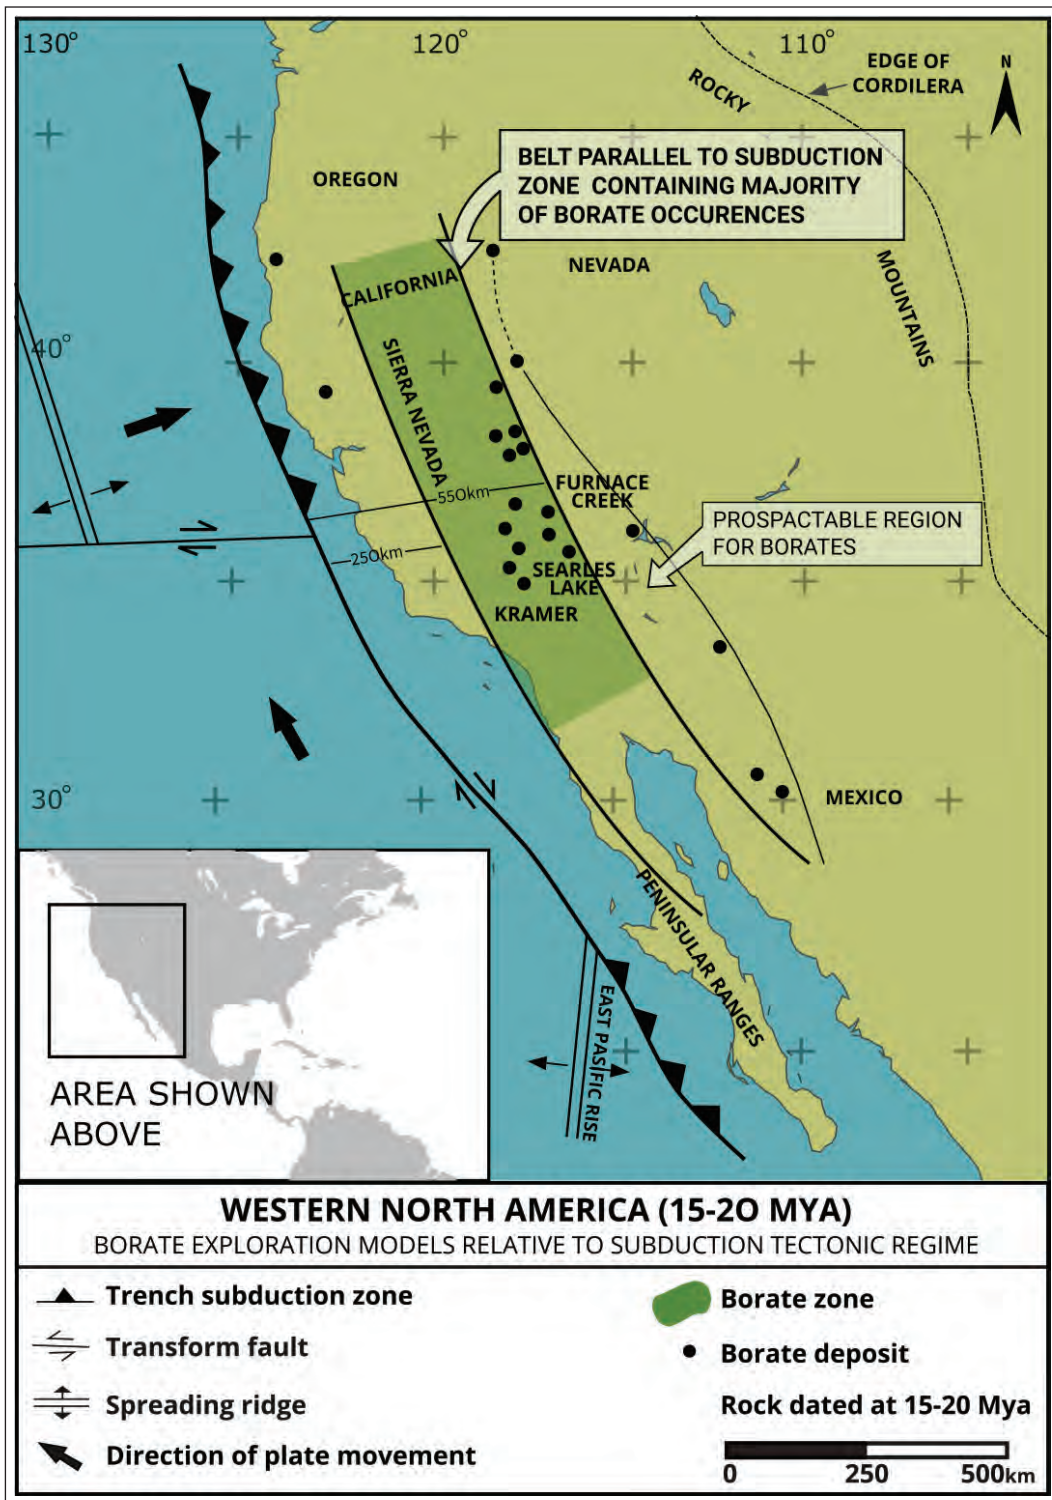 130°
120°
110°
EDGE OF
CORDILERA
N
ROCKY
BELT PARALLEL TO SUBDUCTION
ZONE CONTAINING MAJORITY
OF BORATE OCCURENCES
OREGON
NEVADA
MOUNTAINS
CALIFORNIA
40°
SIERRA NEVADA
550km
FURNACE
CREEK
PROSPACTABLE REGION
FOR BORATES
250km
SEARLES
LAKE
KRAMER
30°
MEXICO
PENINSULAR RANGES
EAST PASIFIC RISE
AREA SHOWN
ABOVE
WESTERN NORTH AMERICA (15-2O MYA)
BORATE EXPLORATION MODELS RELATIVE TO SUBDUCTION TECTONIC REGIME
Trench subduction zone
Transform fault
Spreading ridge
Direction of plate movement
Borate zone
Borate deposit
Rock dated at 15-20 Mya
0 250 500km